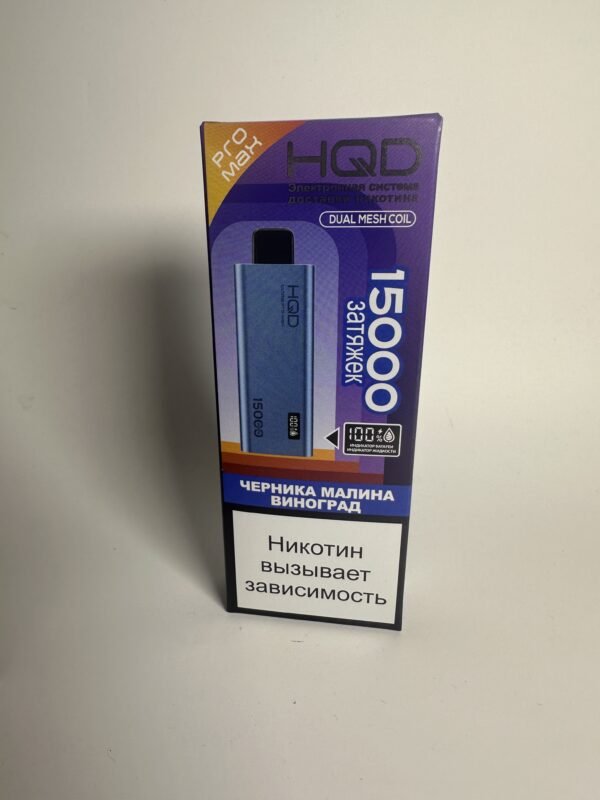 Pro
Max
HQD
Электронная система
доставки никотина
DUAL MESH COIL
HQD
15000
100%
15000
затяжек
100%
ИНДИКАТОР БАТАРЕИ
ИНДИКАТОР ЖИДКОСТИ
ЧЕРНИКА МАЛИНА
ВИНОГРАД
Никотин
вызывает
зависимость